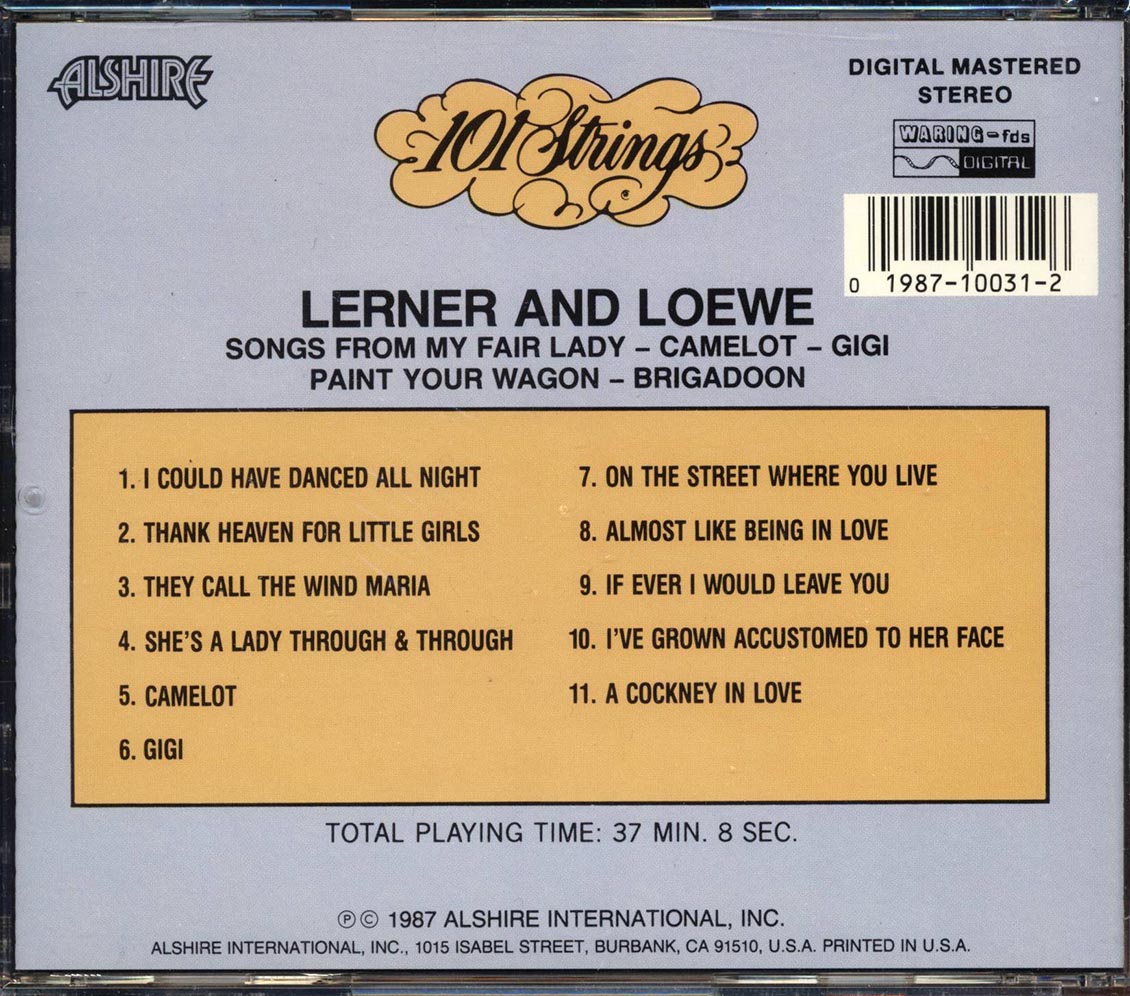 ALSHIRE
101 Strings
DIGITAL MASTERED
STEREO
WARING-fds
DIGITAL
0 1987-10031-2
LERNER AND LOEWE
SONGS FROM MY FAIR LADY – CAMELOT – GIGI
PAINT YOUR WAGON – BRIGADOON
1. I COULD HAVE DANCED ALL NIGHT
2. THANK HEAVEN FOR LITTLE GIRLS
3. THEY CALL THE WIND MARIA
4. SHE'S A LADY THROUGH & THROUGH
5. CAMELOT
6. GIGI
7. ON THE STREET WHERE YOU LIVE
8. ALMOST LIKE BEING IN LOVE
9. IF EVER I WOULD LEAVE YOU
10. I'VE GROWN ACCUSTOMED TO HER FACE
11. A COCKNEY IN LOVE
TOTAL PLAYING TIME: 37 MIN. 8 SEC.
℗© 1987 ALSHIRE INTERNATIONAL, INC.
ALSHIRE INTERNATIONAL, INC., 1015 ISABEL STREET, BURBANK, CA 91510, U.S.A. PRINTED IN U.S.A.